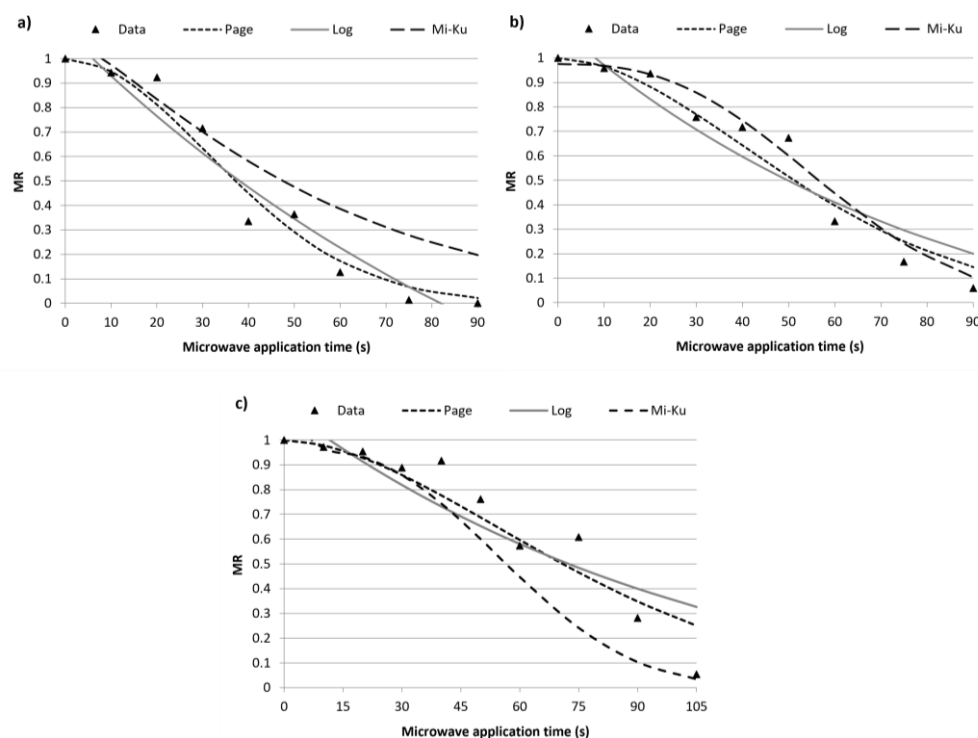 a) Data Page Log Mi-Ku
1
0.9
0.8
0.7
0.6
0.5
0.4
0.3
0.2
0.1
0
MR
0 10 20 30 40 50 60 70 80 90
Microwave application time (s)
b) Data Page Log Mi-Ku
1
0.9
0.8
0.7
0.6
0.5
0.4
0.3
0.2
0.1
0
MR
0 10 20 30 40 50 60 70 80 90
Microwave application time (s)
c) Data Page Log Mi-Ku
1
0.9
0.8
0.7
0.6
0.5
0.4
0.3
0.2
0.1
0
MR
0 15 30 45 60 75 90 105
Microwave application time (s)